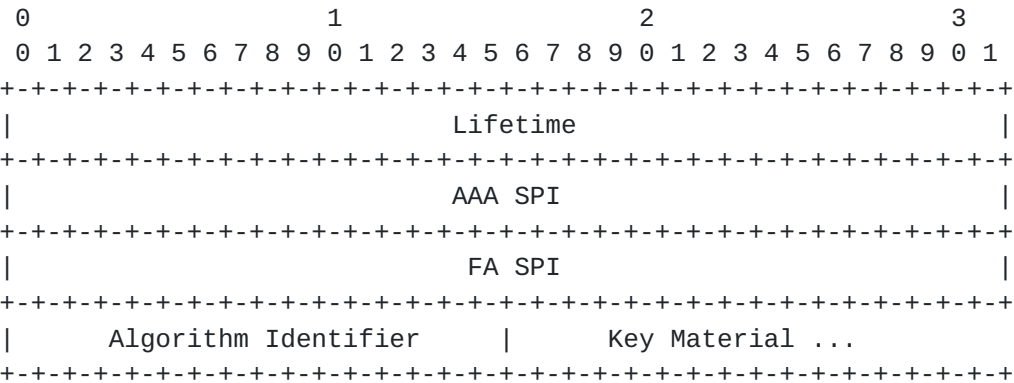 0                   1                   2                   3
 0 1 2 3 4 5 6 7 8 9 0 1 2 3 4 5 6 7 8 9 0 1 2 3 4 5 6 7 8 9 0 1
+-+-+-+-+-+-+-+-+-+-+-+-+-+-+-+-+-+-+-+-+-+-+-+-+-+-+-+-+-+-+-+-+
|                            Lifetime                           |
+-+-+-+-+-+-+-+-+-+-+-+-+-+-+-+-+-+-+-+-+-+-+-+-+-+-+-+-+-+-+-+-+
|                            AAA SPI                            |
+-+-+-+-+-+-+-+-+-+-+-+-+-+-+-+-+-+-+-+-+-+-+-+-+-+-+-+-+-+-+-+-+
|                             FA SPI                            |
+-+-+-+-+-+-+-+-+-+-+-+-+-+-+-+-+-+-+-+-+-+-+-+-+-+-+-+-+-+-+-+-+
|      Algorithm Identifier     |      Key Material ...
+-+-+-+-+-+-+-+-+-+-+-+-+-+-+-+-+-+-+-+-+-+-+-+-+-+-+-+-+-+-+-+-+